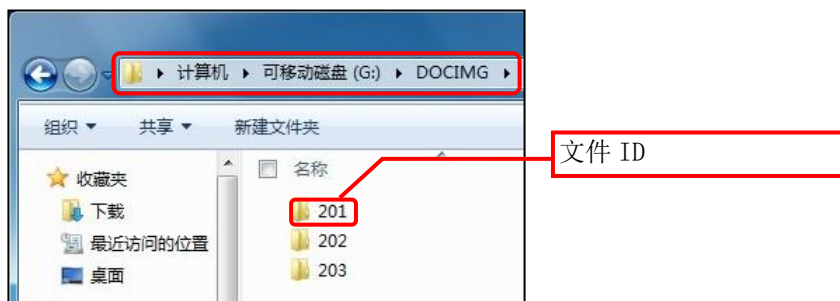 计算机 可移动磁盘 (G:) DOCIMG
组织 共享 新建文件夹
收藏夹
下载
最近访问的位置
桌面
名称
201
202
203
文件 ID